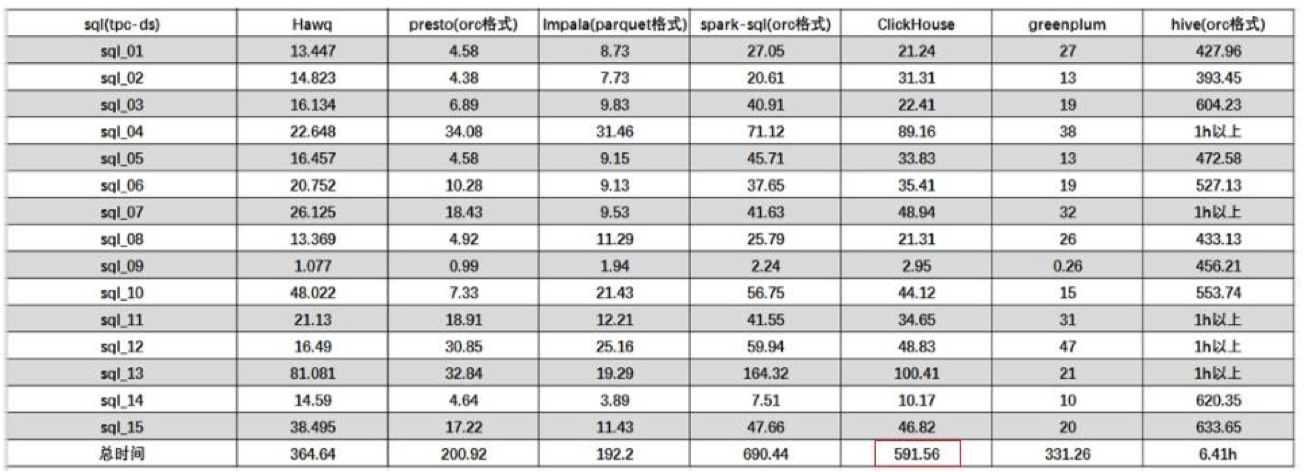 sql(tpc-ds) Hawq presto(orc格式) Impala(parquet格式) spark-sql(orc格式) ClickHouse greenplum hive(orc格式)
sql_01 13.447 4.58 8.73 27.05 21.24 27 427.96
sql_02 14.823 4.38 7.73 20.61 31.31 13 393.45
sql_03 16.134 6.89 9.83 40.91 22.41 19 604.23
sql_04 22.648 34.08 31.46 71.12 89.16 38 1h以上
sql_05 16.457 4.58 9.15 45.71 33.83 13 472.58
sql_06 20.752 10.28 9.13 37.65 35.41 19 527.13
sql_07 26.125 18.43 9.53 41.63 48.94 32 1h以上
sql_08 13.369 4.92 11.29 25.79 21.31 26 433.13
sql_09 1.077 0.99 1.94 2.24 2.95 0.26 456.21
sql_10 48.022 7.33 21.43 56.75 44.12 15 553.74
sql_11 21.13 18.91 12.21 41.55 34.65 31 1h以上
sql_12 16.49 30.85 25.16 59.94 48.83 47 1h以上
sql_13 81.081 32.84 19.29 164.32 100.41 21 1h以上
sql_14 14.59 4.64 3.89 7.51 10.17 10 620.35
sql_15 38.495 17.22 11.43 47.66 46.82 20 633.65
总时间 364.64 200.92 192.2 690.44 591.56 331.26 6.41h